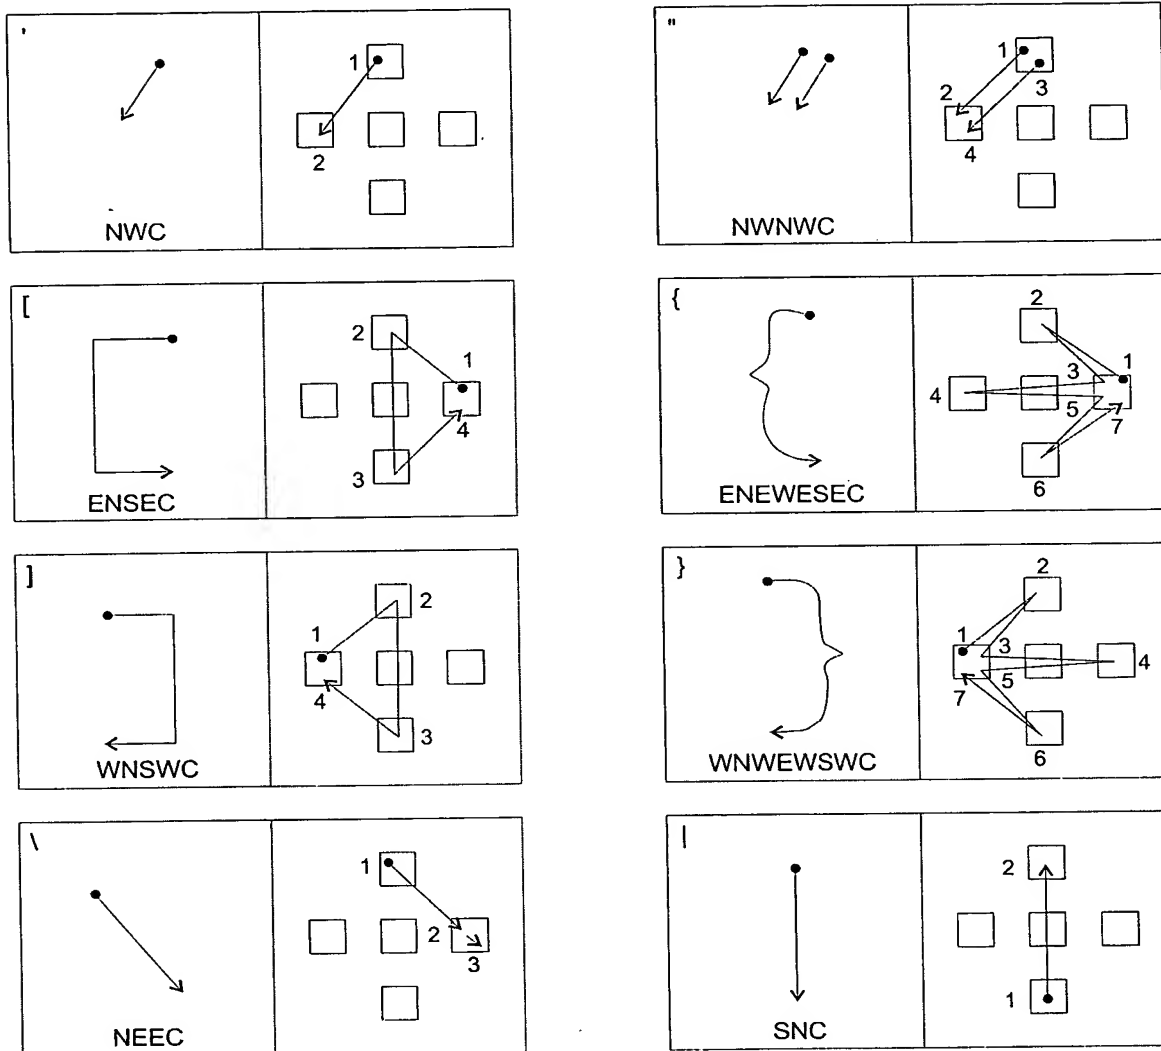 ' 1 2 NWC
" 1 3 2 4 NWNWC
[ 2 1 4 3 ENSEC
{ 2 1 3 4 5 7 6 ENEWESEC
] 2 1 4 3 WNSWC
} 2 1 3 4 5 7 6 WNWEWSWC
\ 1 2 3 NEEC
| 2 1 SNC